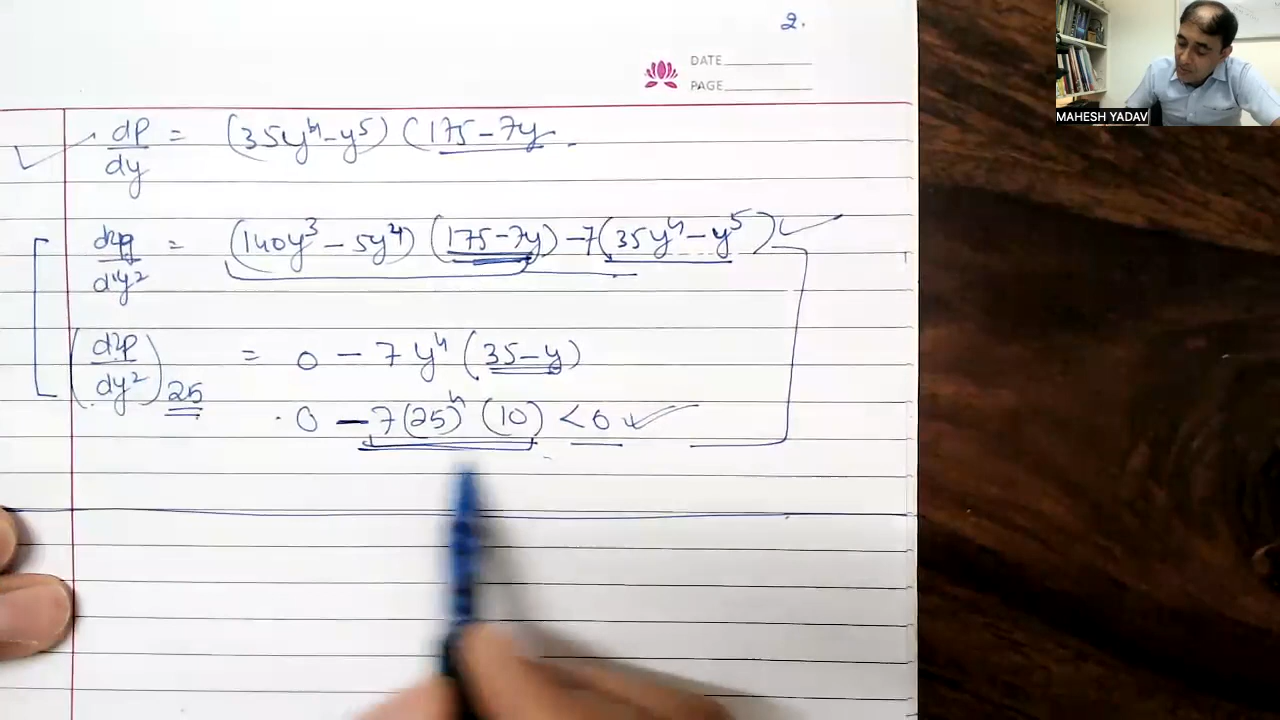 2.
DATE
PAGE
MAHESH YADAV
dP/dy = (35y⁴-y⁵) (175-7y
d²p/dy² = (140y³ - 5y⁴) (175-7y) -7(35y⁴-y⁵)
(d²P/dy²)25 = 0 - 7y⁴ (35-y)
0 - 7(25)⁴ (10) < 0